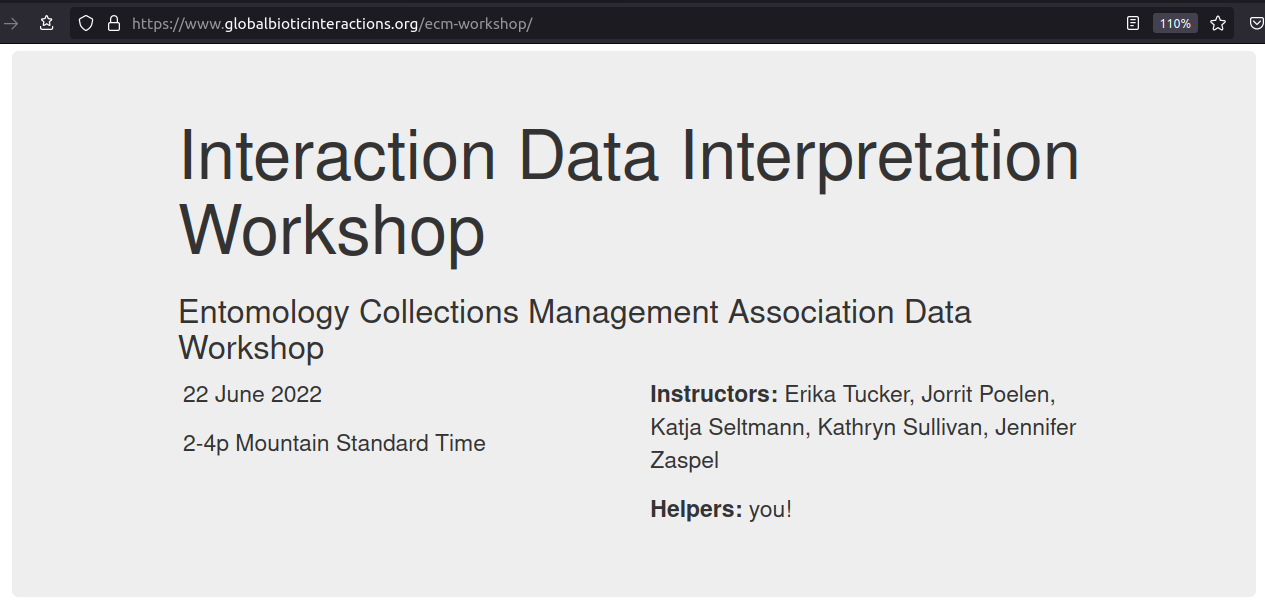 https://www.globalbioticinteractions.org/ecm-workshop/
110%
Interaction Data Interpretation
Workshop
Entomology Collections Management Association Data
Workshop
22 June 2022
2-4p Mountain Standard Time
Instructors: Erika Tucker, Jorrit Poelen,
Katja Seltmann, Kathryn Sullivan, Jennifer
Zaspel
Helpers: you!